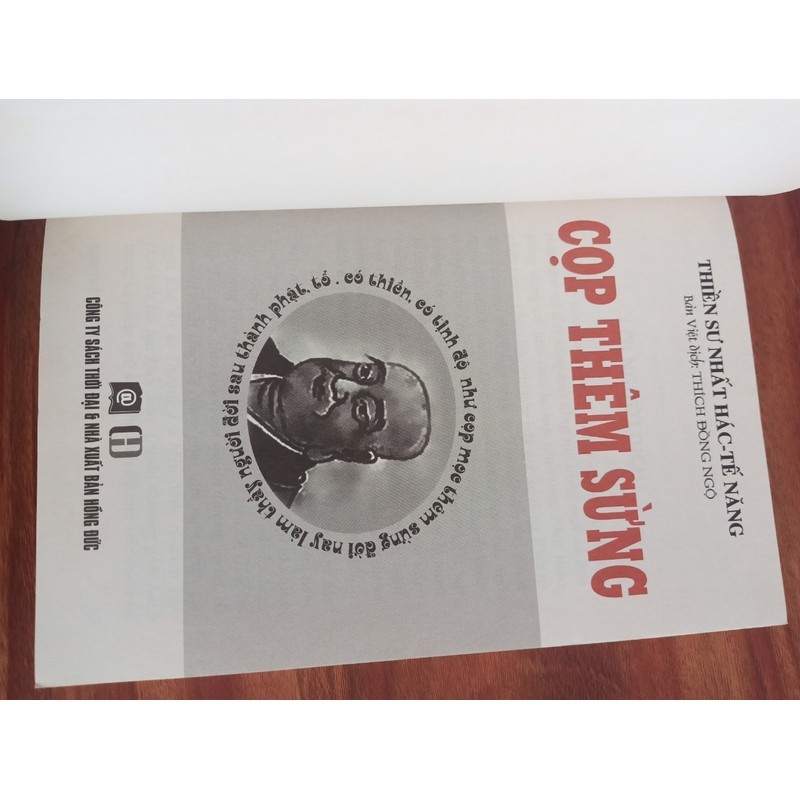 THIỀN SƯ NHẤT HÁC-TẾ NĂNG
Bản Việt dịch: THÍCH ĐỒNG NGỘ
CỌP THÊM SỪNG
có thiền, có tịnh độ như cọp mọc thêm sừng đời nay làm thầy người đời sau thành phật, tổ .
@
CÔNG TY SÁCH THỜI ĐẠI & NHÀ XUẤT BẢN HỒNG ĐỨC